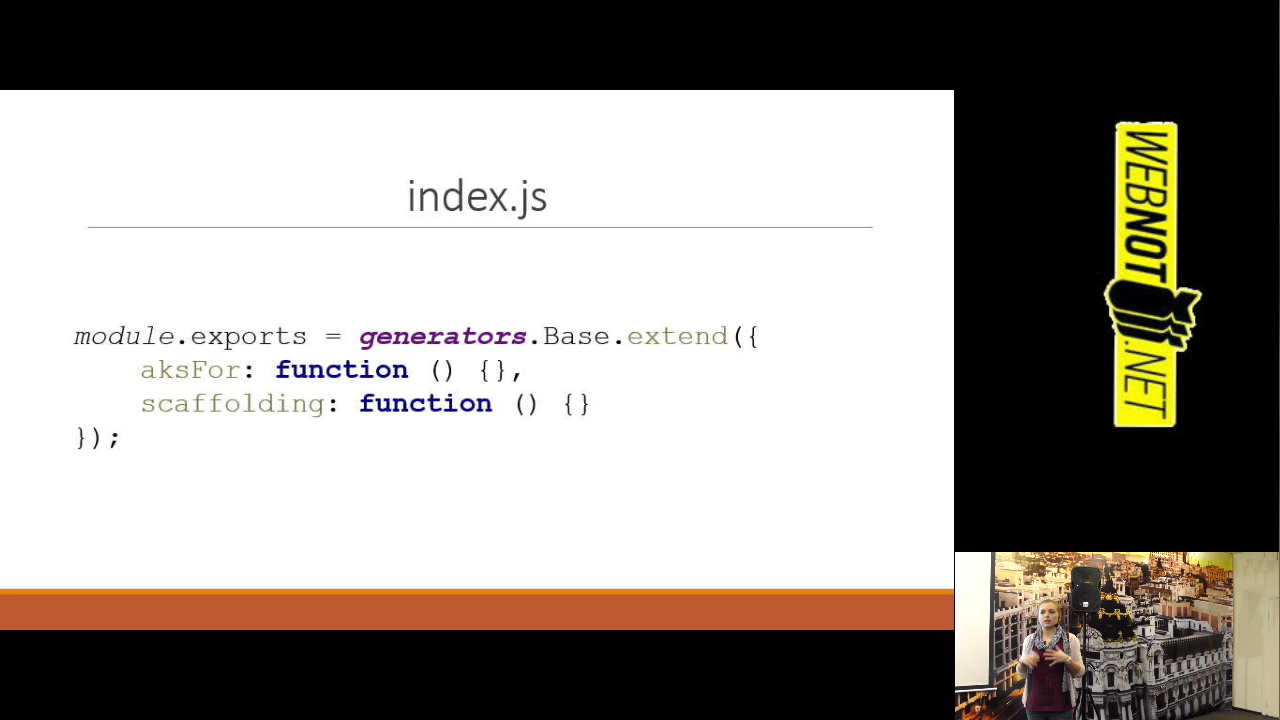 index.js
module.exports = generators.Base.extend({
aksFor: function () {},
scaffolding: function () {}
});
WEBNOT
.NET